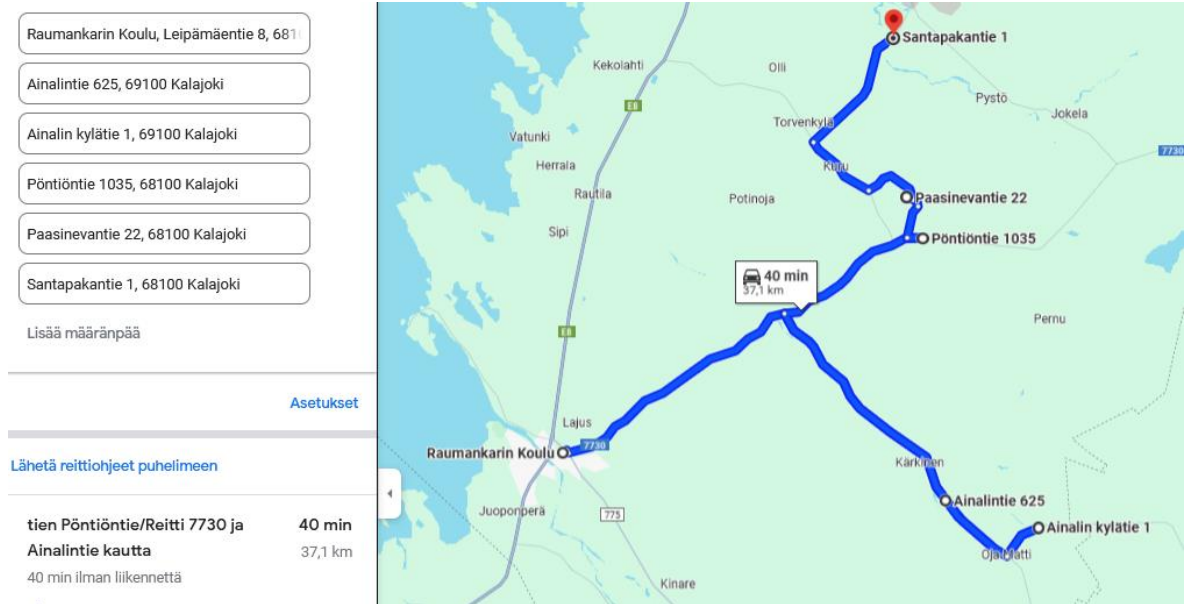 Raumankarin Koulu, Leipämäentie 8, 681
Ainalintie 625, 69100 Kalajoki
Ainalin kylätie 1, 69100 Kalajoki
Pöntiöntie 1035, 68100 Kalajoki
Paasinevantie 22, 68100 Kalajoki
Santapakantie 1, 68100 Kalajoki
Lisää määränpää
Asetukset
Lähetä reittiohjeet puhelimeen
tien Pöntiöntie/Reitti 7730 ja
Ainalintie kautta
40 min
37,1 km
40 min ilman liikennettä
Santapakantie 1
Kekolahti
Olli
E8
Pystö
Jokela
Torvenkylä
Vatunki
7730
Herrala
Kuru
Rautila
Potinoja
Paasinevantie 22
Sipi
Pöntiöntie 1035
40 min
37,1 km
E8
Pernu
Lajus
7730
Raumankarin Koulu
Kärkinen
Ainalintie 625
Juoponperä
775
Ainalin kylätie 1
Oja-Matti
Kinare